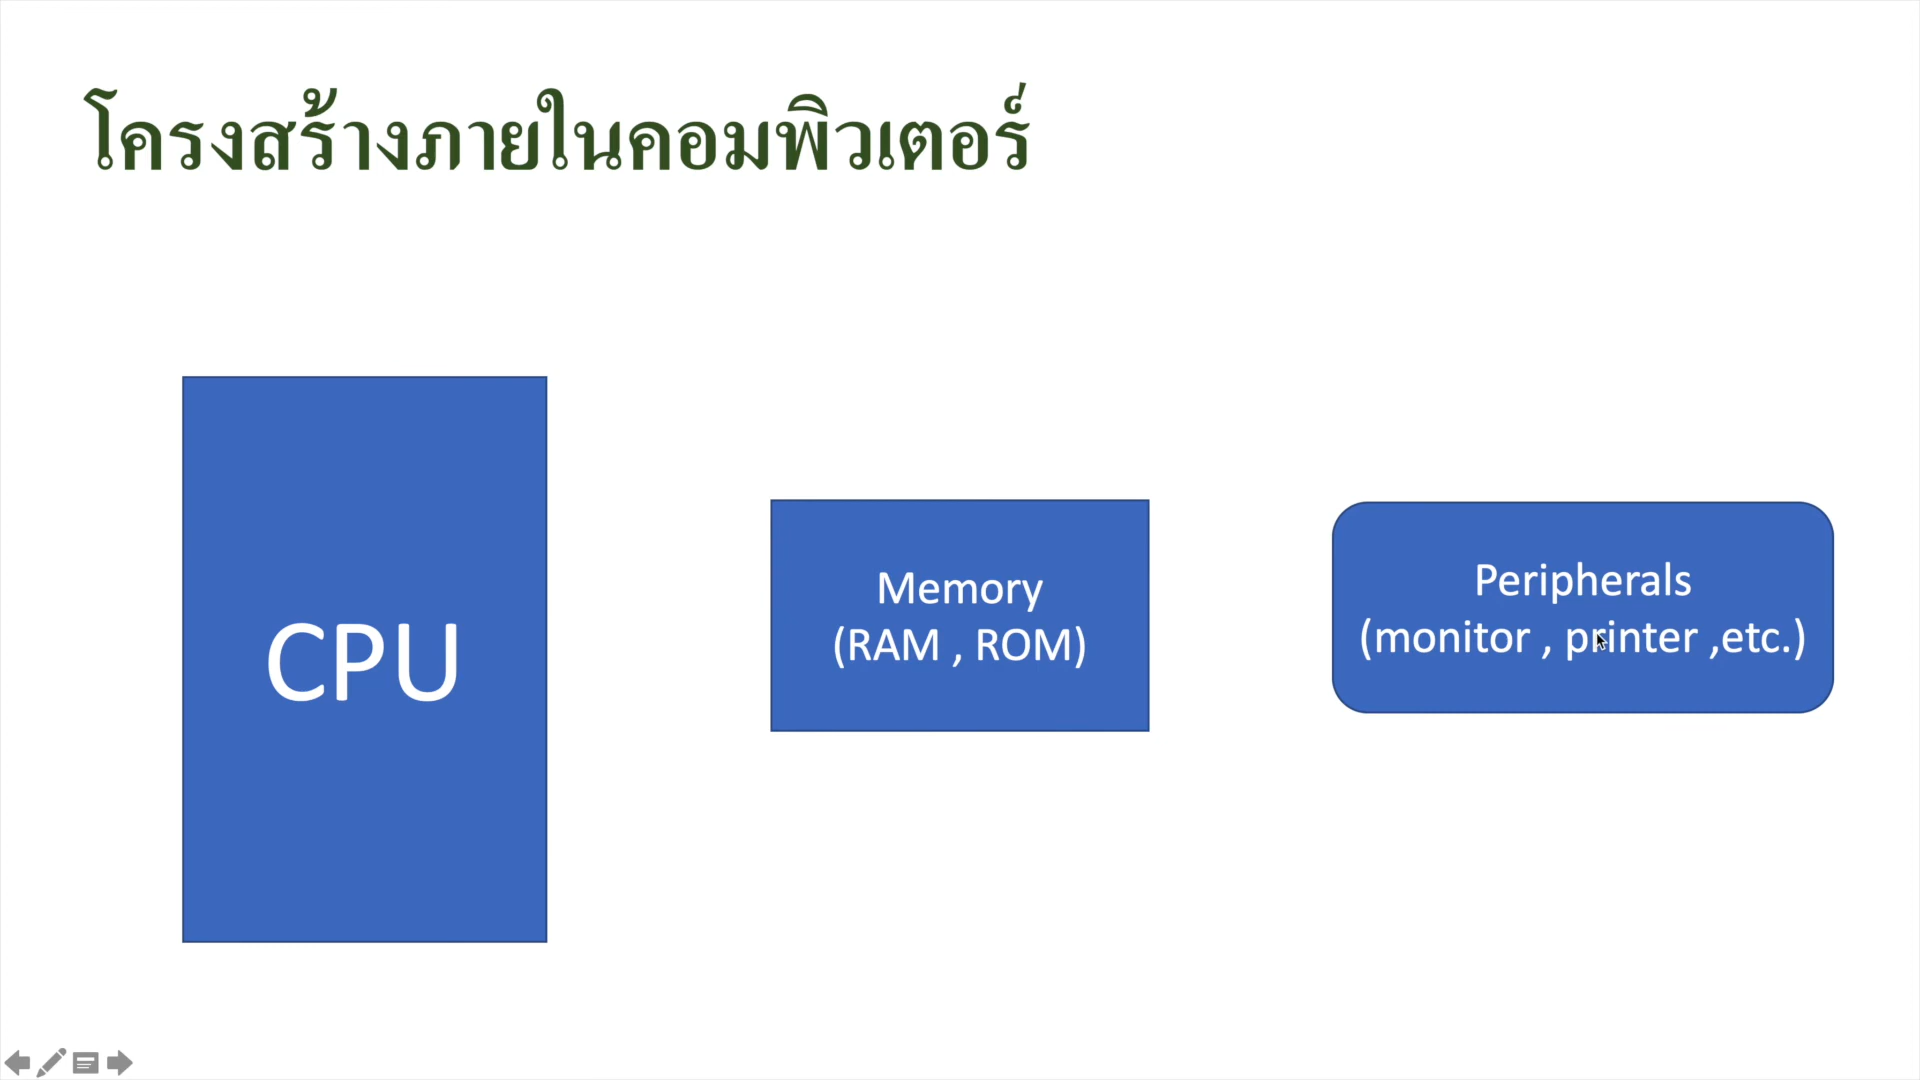 โครงสร้างภายในคอมพิวเตอร์
CPU
Memory
(RAM , ROM)
Peripherals
(monitor , printer ,etc.)